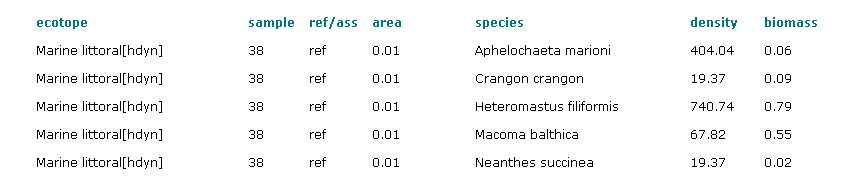 ecotope sample ref/ass area species density biomass
Marine littoral[hdyn] 38 ref 0.01 Aphelochaeta marioni 404.04 0.06
Marine littoral[hdyn] 38 ref 0.01 Crangon crangon 19.37 0.09
Marine littoral[hdyn] 38 ref 0.01 Heteromastus filiformis 740.74 0.79
Marine littoral[hdyn] 38 ref 0.01 Macoma balthica 67.82 0.55
Marine littoral[hdyn] 38 ref 0.01 Neanthes succinea 19.37 0.02